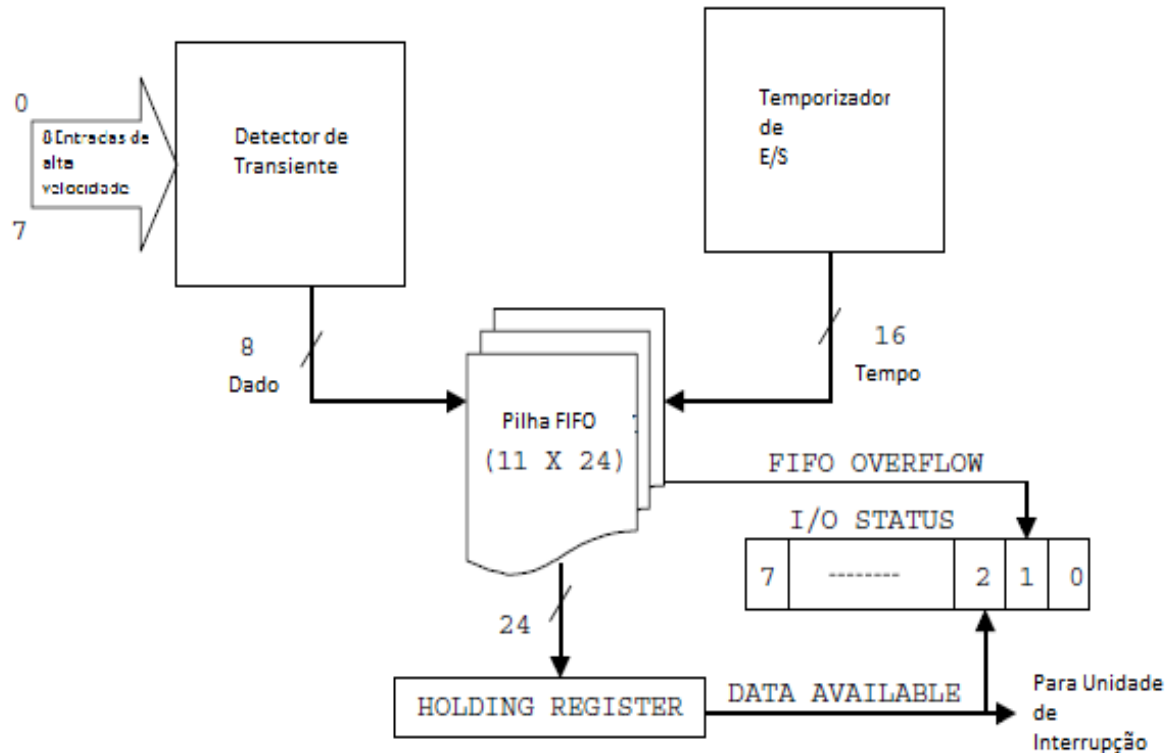 0
8 Entradas de
alta
velocidade
7
Detector de
Transiente
Temporizador
de
E/S
8
Dado
16
Tempo
Pilha FIFO
(11 X 24)
FIFO OVERFLOW
I/O STATUS
7 -------- 2 1 0
24
HOLDING REGISTER
DATA AVAILABLE
Para Unidade
de
Interrupção